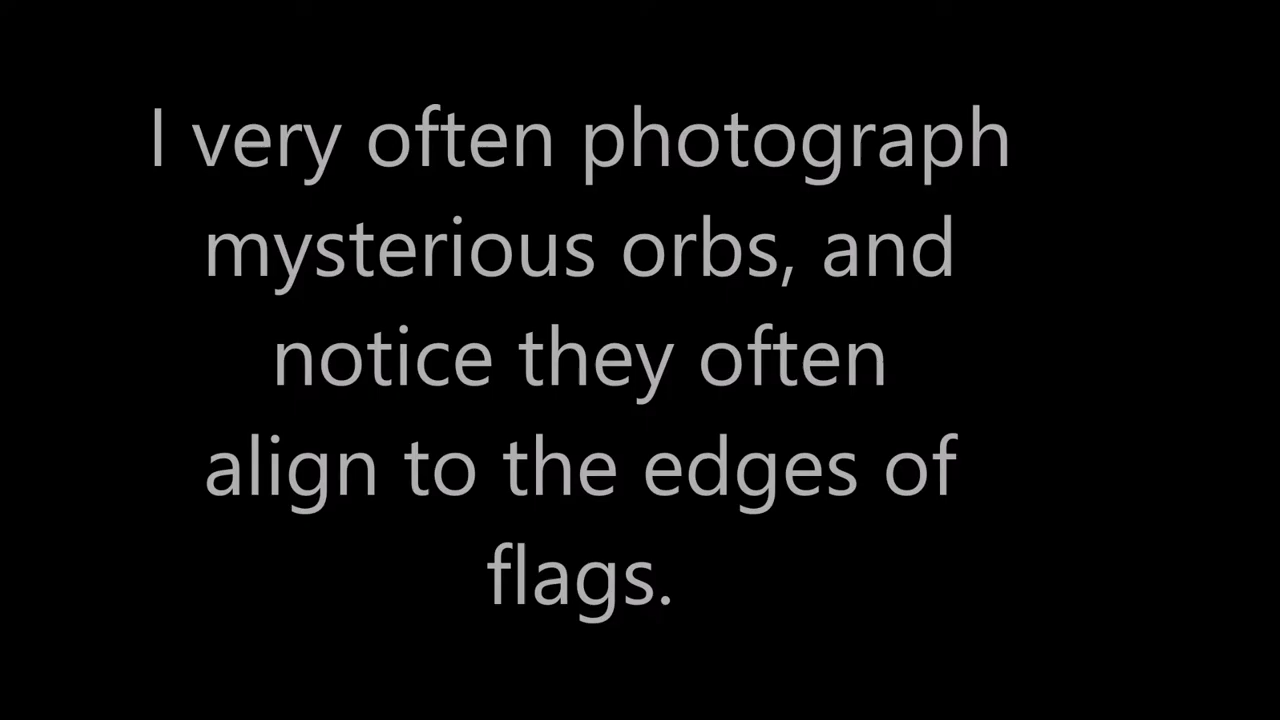 I very often photograph
mysterious orbs, and
notice they often
align to the edges of
flags.